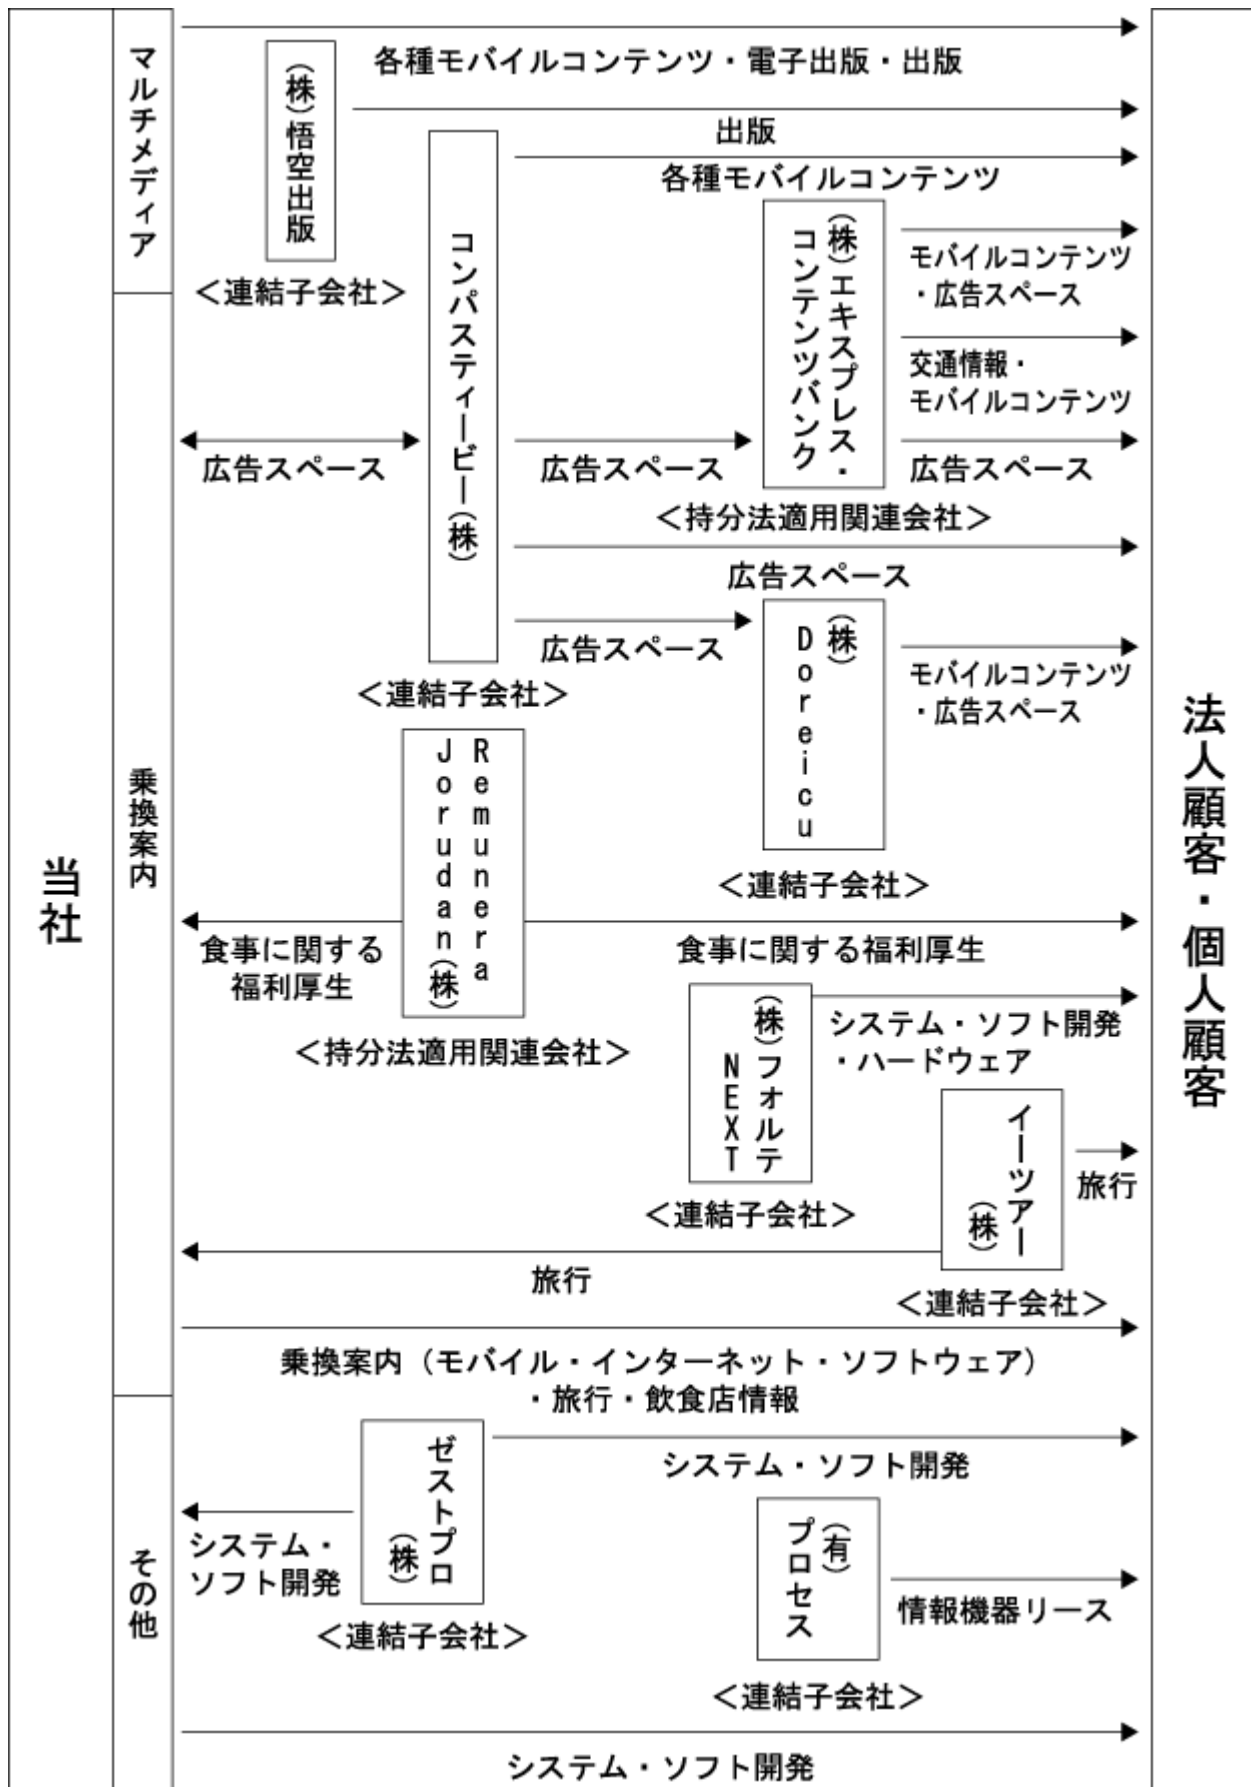 当社
マルチメディア
乗換案内
その他
各種モバイルコンテンツ・電子出版・出版
（株）悟空出版
＜連結子会社＞
出版
各種モバイルコンテンツ
コンパスティービー（株）
＜連結子会社＞
（株）エキスプレス・
コンテンツバンク
＜持分法適用関連会社＞
モバイルコンテンツ
・広告スペース
交通情報・
モバイルコンテンツ
広告スペース
広告スペース
広告スペース
広告スペース
広告スペース
（株）
Doreicu
＜連結子会社＞
モバイルコンテンツ
・広告スペース
Remunera
Jorudan（株）
＜持分法適用関連会社＞
食事に関する
福利厚生
食事に関する福利厚生
（株）フォルテ
NEXT
＜連結子会社＞
システム・ソフト開発
・ハードウェア
イーツアー
（株）
＜連結子会社＞
旅行
旅行
乗換案内（モバイル・インターネット・ソフトウェア）
・旅行・飲食店情報
ゼストプロ
（株）
＜連結子会社＞
システム・ソフト開発
システム・
ソフト開発
（有）
プロセス
＜連結子会社＞
情報機器リース
システム・ソフト開発
法人顧客・個人顧客